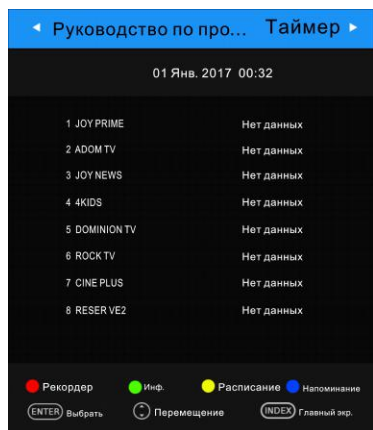 Руководство по про... Таймер
01 Янв. 2017 00:32
1 JOY PRIME Нет данных
2 ADOM TV Нет данных
3 JOY NEWS Нет данных
4 4KIDS Нет данных
5 DOMINION TV Нет данных
6 ROCK TV Нет данных
7 CINE PLUS Нет данных
8 RESER VE2 Нет данных
Рекордер Инф. Расписание Напоминание
ENTER Выбрать Перемещение INDEX Главный экр.